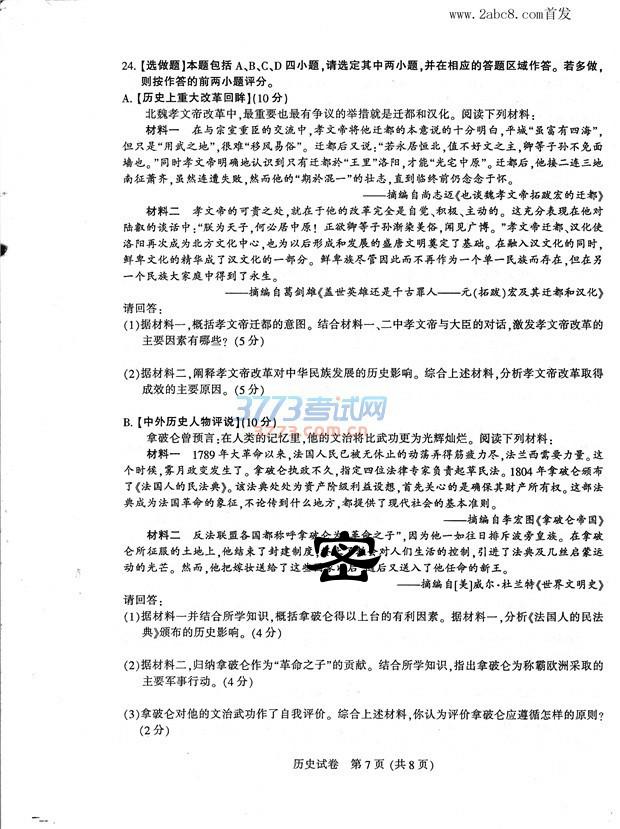 www.2abc8.com首发
24.【选做题】本题包括A、B、C、D四小题,请选定其中两小题,并在相应的答题区域作答。若多做,
则按作答的前两小题评分。
A.【历史上重大改革回眸】(10分)
北魏孝文帝改革中,最重要也最有争议的举措就是迁都和汉化。阅读下列材料:
材料一 在与宗室重臣的交流中,孝文帝将他迁都的本意说的十分明白,平城“虽富有四海”,
但只是“用武之地”,很难“移风易俗”。迁都后又说:“若永居恒北,值不好文之主,卿等子孙不免面
墙也。”同时孝文帝明确地认识到只有迁都於“王里”洛阳,才能“光宅中原”。迁都后,他接二连三地
南征萧齐,虽然连遭失败,然而他的“期於混一”的壮志,直到临终前仍念念于怀。
——摘编自尚志迈《也谈魏孝文帝拓跋宏的迁都》
材料二 孝文帝的可贵之处,就在于他的改革完全是自觉、积极、主动的。这充分表现在他对
陆叡的谈话中:“朕为天子,何必居中原！正欲卿等子孙渐染美俗,闻见广博。”孝文帝迁都、汉化使
洛阳再次成为北方文化中心,也为以后形成和发展的盛唐文明奠定了基础。在融入汉文化的同时,
鲜卑文化的精华成了汉文化的一部分。鲜卑族尽管因此而不再作为一个单一民族而存在,但在另
一个民族大家庭中得到了永生。
——摘编自葛剑雄《盖世英雄还是千古罪人——元(拓跋)宏及其迁都和汉化》
请回答:
(1)据材料一,概括孝文帝迁都的意图。结合材料一、二中孝文帝与大臣的对话,激发孝文帝改革的
主要因素有哪些? (5分)
(2)据材料二,阐释孝文帝改革对中华民族发展的历史影响。综合上述材料,分析孝文帝改革取得
成效的主要原因。(5分)
3773考试网
3773.com.cn
B.【中外历史人物评说】(10分)
拿破仑曾预言:在人类的记忆里,他的文治将比武功更为光辉灿烂。阅读下列材料:
材料一 1789年大革命以来,法国人民已被无休止的动荡弄得筋疲力尽,法兰西需要力量。这
个时候,雾月政变发生了。拿破仑执政不久,指定四位法律专家负责起草民法。1804年拿破仑颁布
了《法国人的民法典》。该法典处处为资产阶级利益设想,首先关心的是确保其财产所有权。这部法
典成为法国革命的象征,不论传到什么地方,都提供了现代社会的基本准则。
——摘编自李宏图《拿破仑帝国》
材料二 反法联盟各国都称呼拿破仑为“革命之子”,因为他一如往日排斥波旁皇族。在拿破
仑所征服的土地上,他结束了封建制度,对人们生活的控制,引进了法典及几丝启蒙运
动的光芒。然而,他把嫁妆送给了这些后又送入了他任命的新王。
密
——摘编自[美]威尔·杜兰特《世界文明史》
请回答:
(1)据材料一并结合所学知识,概括拿破仑得以上台的有利因素。据材料一,分析《法国人的民法
典》颁布的历史影响。(4分)
(2)据材料二,归纳拿破仑作为“革命之子”的贡献。结合所学知识,指出拿破仑为称霸欧洲采取的
主要军事行动。(4分)
(3)拿破仑对他的文治武功作了自我评价。综合上述材料,你认为评价拿破仑应遵循怎样的原则?
(2分)
历史试卷 第7页(共8页)